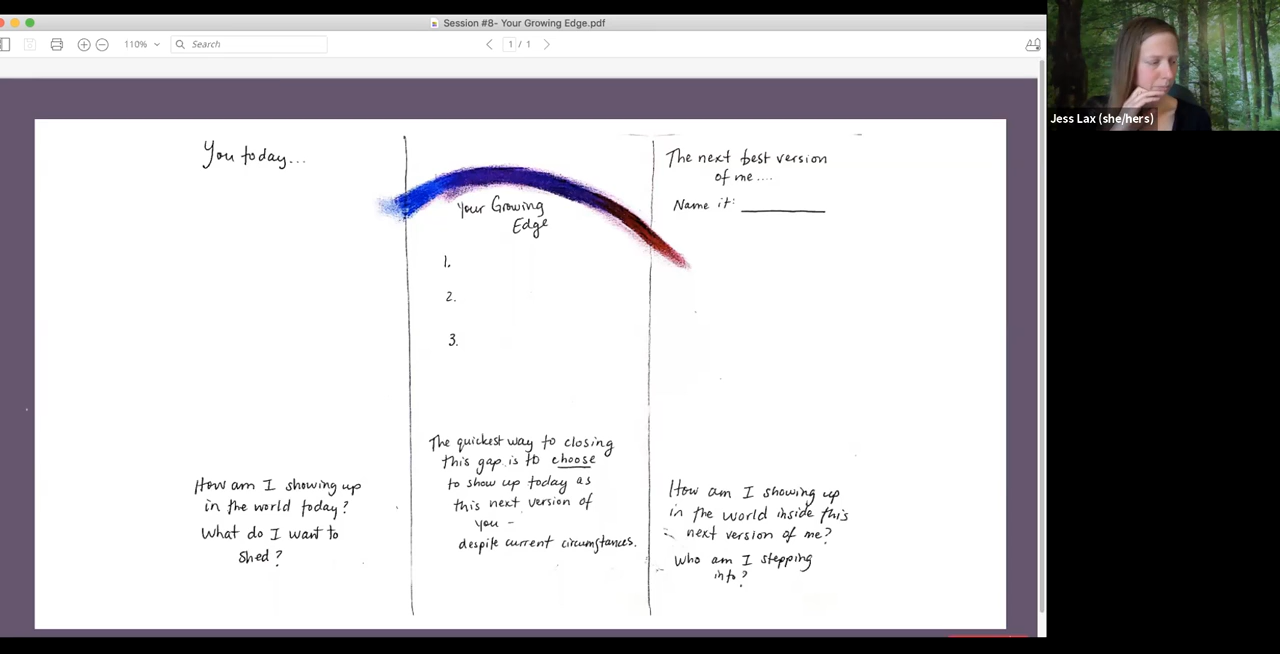 Session #8- Your Growing Edge.pdf
110%
Search
1 / 1
Jess Lax (she/hers)
You today...
Your Growing
Edge
1.
2.
3.
The quickest way to closing
this gap is to choose
to show up today as
this next version of
you -
despite current circumstances.
The next best version
of me....
Name it:
How am I showing up
in the world today?
What do I want to
shed?
How am I showing up
in the world inside this
next version of me?
Who am I stepping
into?